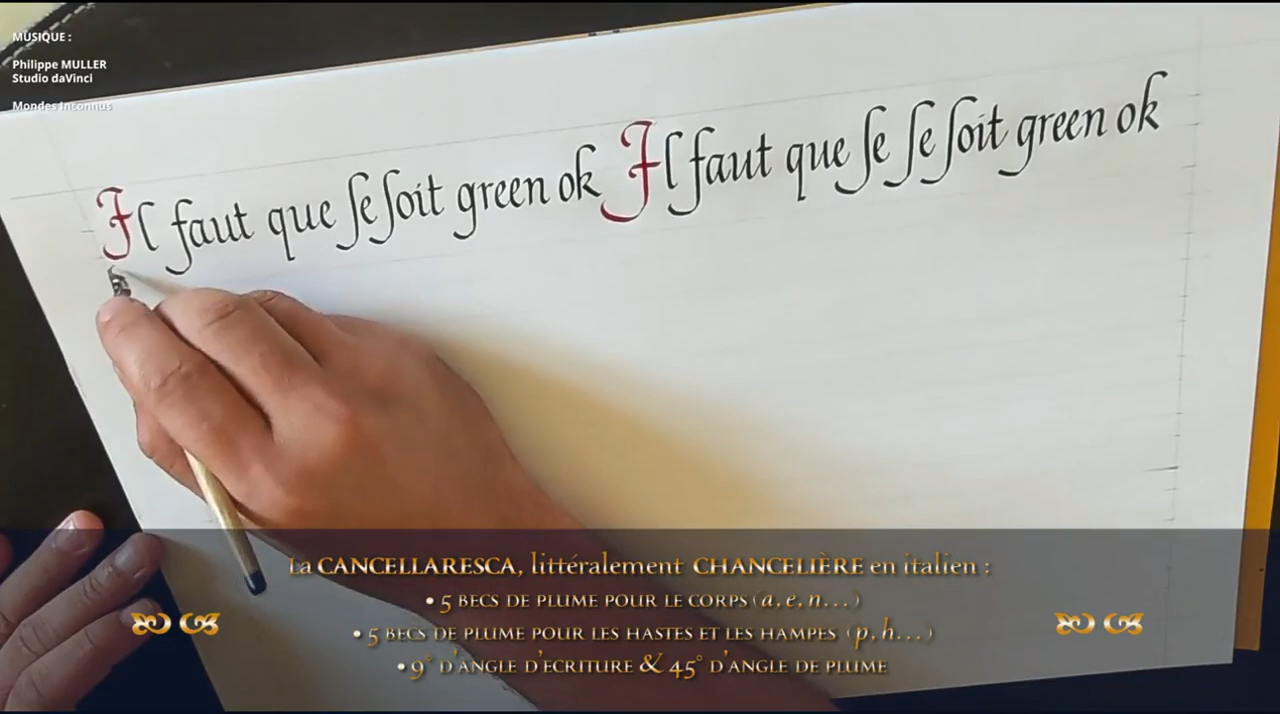 MUSIQUE :
Philippe MULLER
Studio daVinci
Mondes Inconnus
Il faut que ſe ſoit green ok Il faut que ſe ſe ſoit green ok
La CANCELLARESCA, littéralement CHANCELIÈRE en italien :
• 5 BECS DE PLUME POUR LE CORPS (a, e, n...)
• 5 BECS DE PLUME POUR LES HASTES ET LES HAMPES (p, h...)
• 9° D'ANGLE D'ECRITURE & 45° D'ANGLE DE PLUME